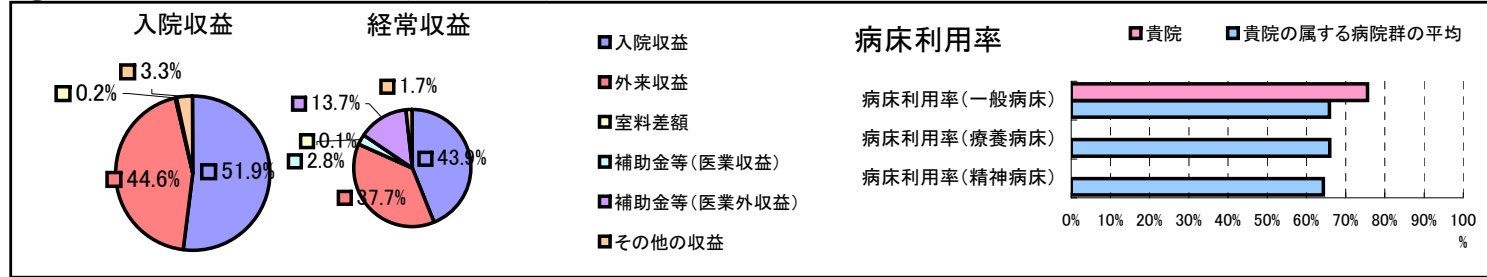 入院収益
3.3%
0.2%
44.6%
51.9%
経常収益
1.7%
13.7%
0.1%
2.8%
43.9%
37.7%
入院収益
外来収益
室料差額
補助金等(医業収益)
補助金等(医業外収益)
その他の収益
病床利用率
貴院
貴院の属する病院群の平均
病床利用率(一般病床)
病床利用率(療養病床)
病床利用率(精神病床)
0% 10% 20% 30% 40% 50% 60% 70% 80% 90% 100
%